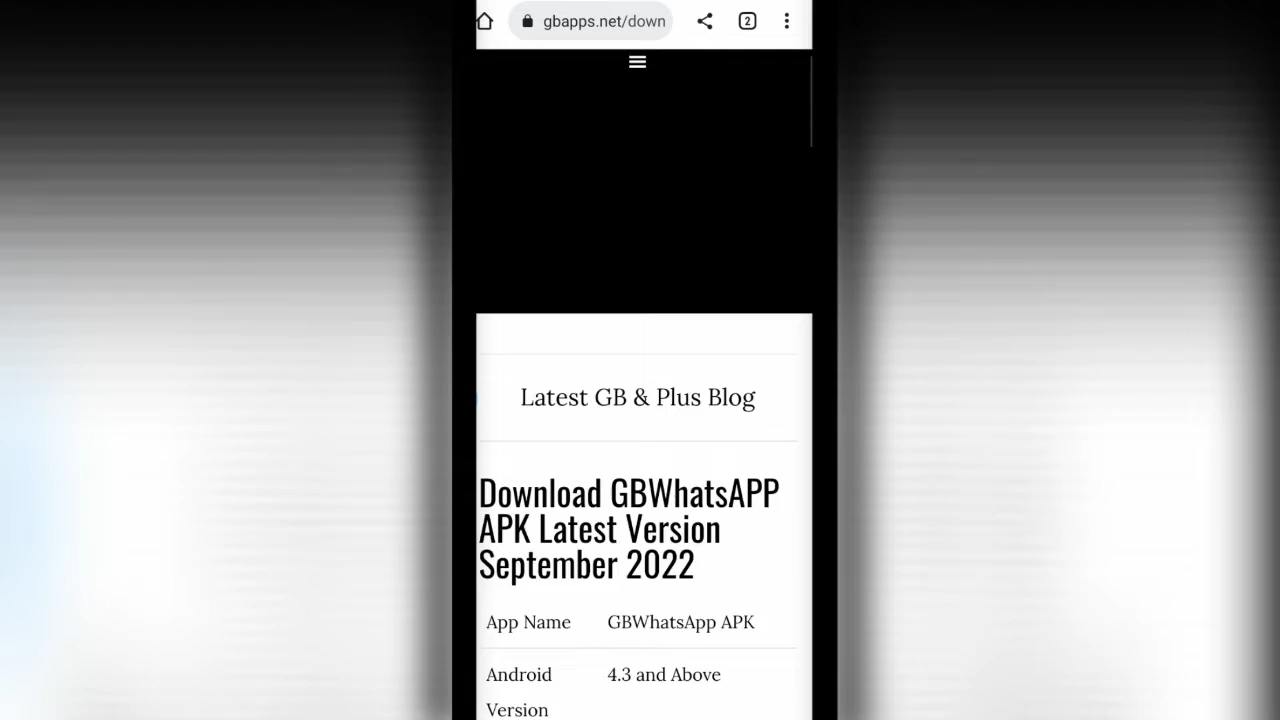 gbapps.net/down
2
Latest GB & Plus Blog
Download GBWhatsAPP
APK Latest Version
September 2022
App Name GBWhatsApp APK
Android 4.3 and Above
Version